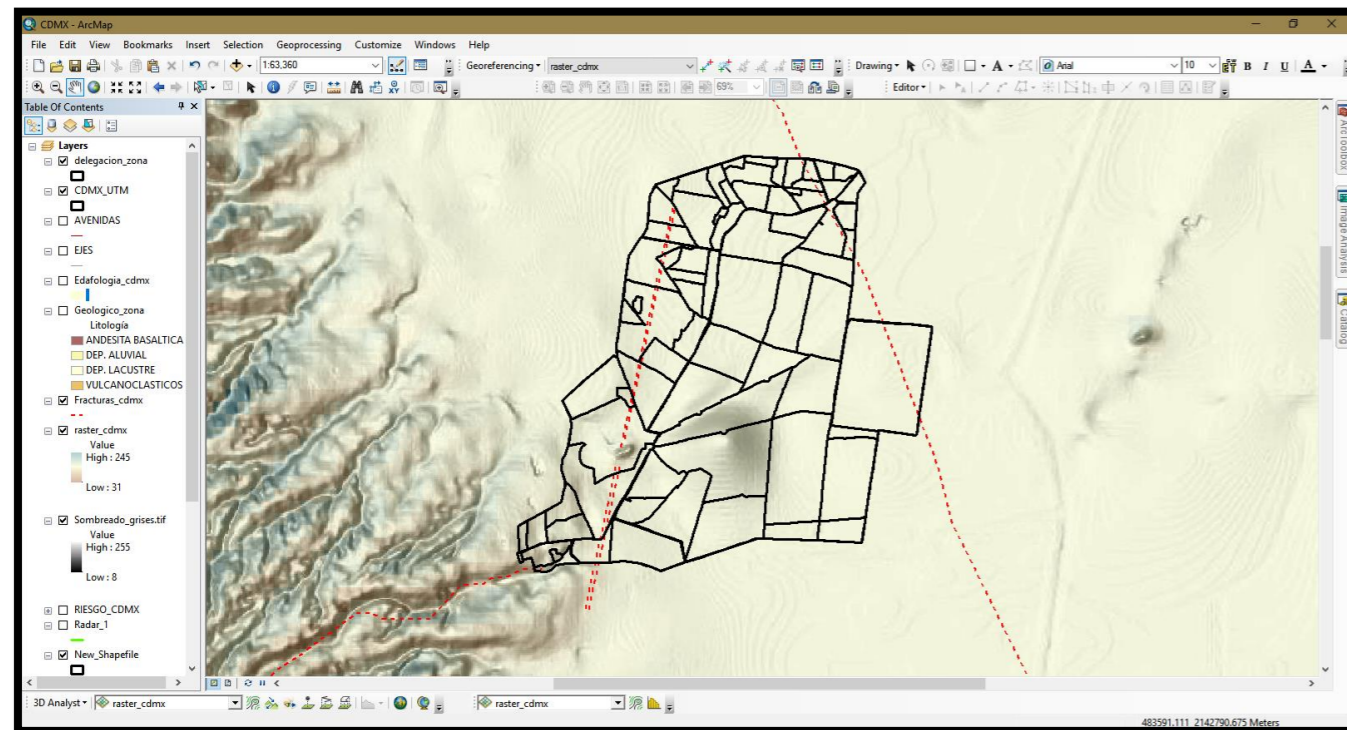 CDMX - ArcMap
File Edit View Bookmarks Insert Selection Geoprocessing Customize Windows Help
1:63,360 Georeferencing raster_cdmx Drawing A Arial 10 B I U A
69% Editor
Table Of Contents
Layers
delegacion_zona
CDMX_UTM
AVENIDAS
EJES
Edafologia_cdmx
Geologico_zona
Litología
ANDESITA BASALTICA
DEP. ALUVIAL
DEP. LACUSTRE
VULCANOCLASTICOS
Fracturas_cdmx
raster_cdmx
Value
High : 245
Low : 31
Sombreado_grises.tif
Value
High : 255
Low : 8
RIESGO_CDMX
Radar_1
New_Shapefile
ArcToolbox
Image Analysis
Catalog
3D Analyst raster_cdmx raster_cdmx
483591.111 2142790.675 Meters